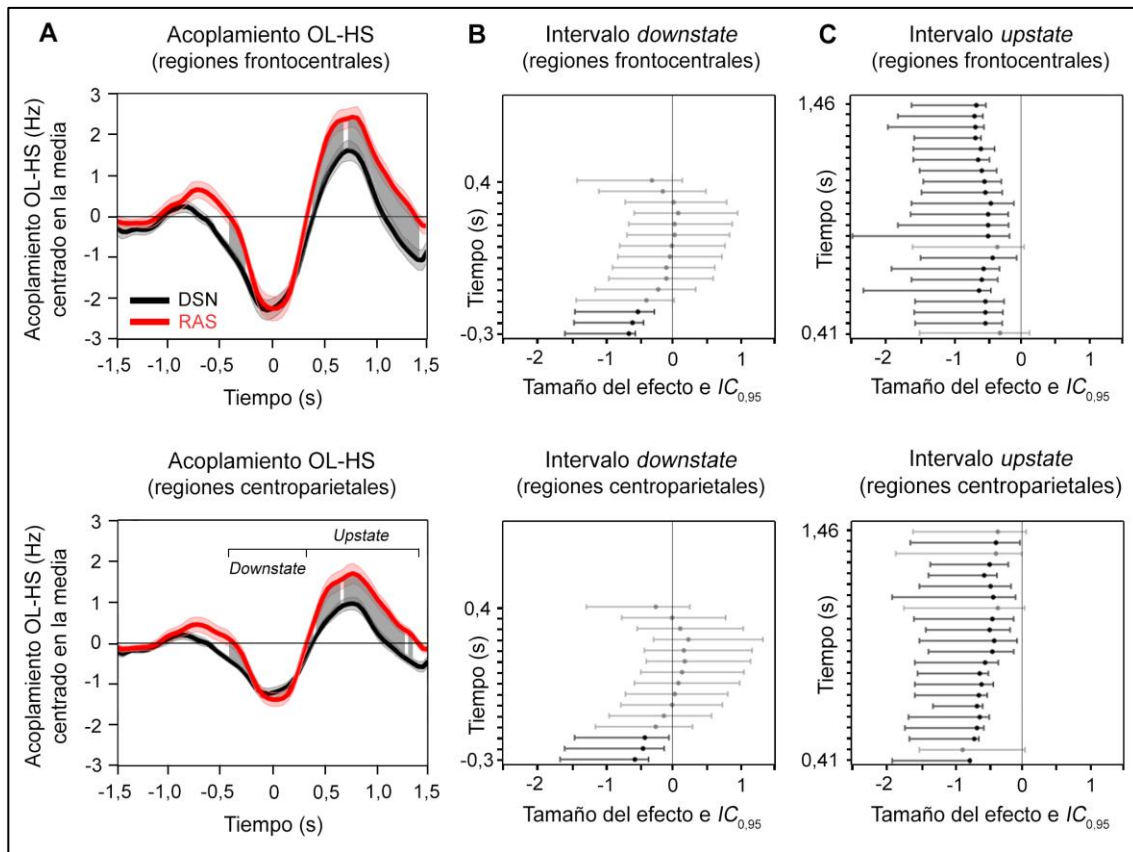 A
Acoplamiento OL-HS
(regiones frontocentrales)
Acoplamiento OL-HS (Hz)
centrado en la media
3
2
1
0
-1
-2
-3
DSN
RAS
-1,5
-1,0
-0,5
0
0,5
1,0
1,5
Tiempo (s)
B
Intervalo downstate
(regiones frontocentrales)
Tiempo (s)
0,4
-0,3
-2
-1
0
1
Tamaño del efecto e IC0,95
C
Intervalo upstate
(regiones frontocentrales)
Tiempo (s)
1,46
0,41
-2
-1
0
1
Tamaño del efecto e IC0,95
Acoplamiento OL-HS
(regiones centroparietales)
Acoplamiento OL-HS (Hz)
centrado en la media
3
2
1
0
-1
-2
-3
Upstate
Downstate
-1,5
-1,0
-0,5
0
0,5
1,0
1,5
Tiempo (s)
Intervalo downstate
(regiones centroparietales)
Tiempo (s)
0,4
-0,3
-2
-1
0
1
Tamaño del efecto e IC0,95
Intervalo upstate
(regiones centroparietales)
Tiempo (s)
1,46
0,41
-2
-1
0
1
Tamaño del efecto e IC0,95